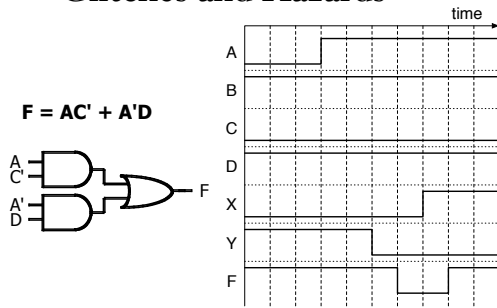 Glitches and Hazards
time
F = AC' + A'D
A
C'
A'
D
F
A
B
C
D
X
Y
F